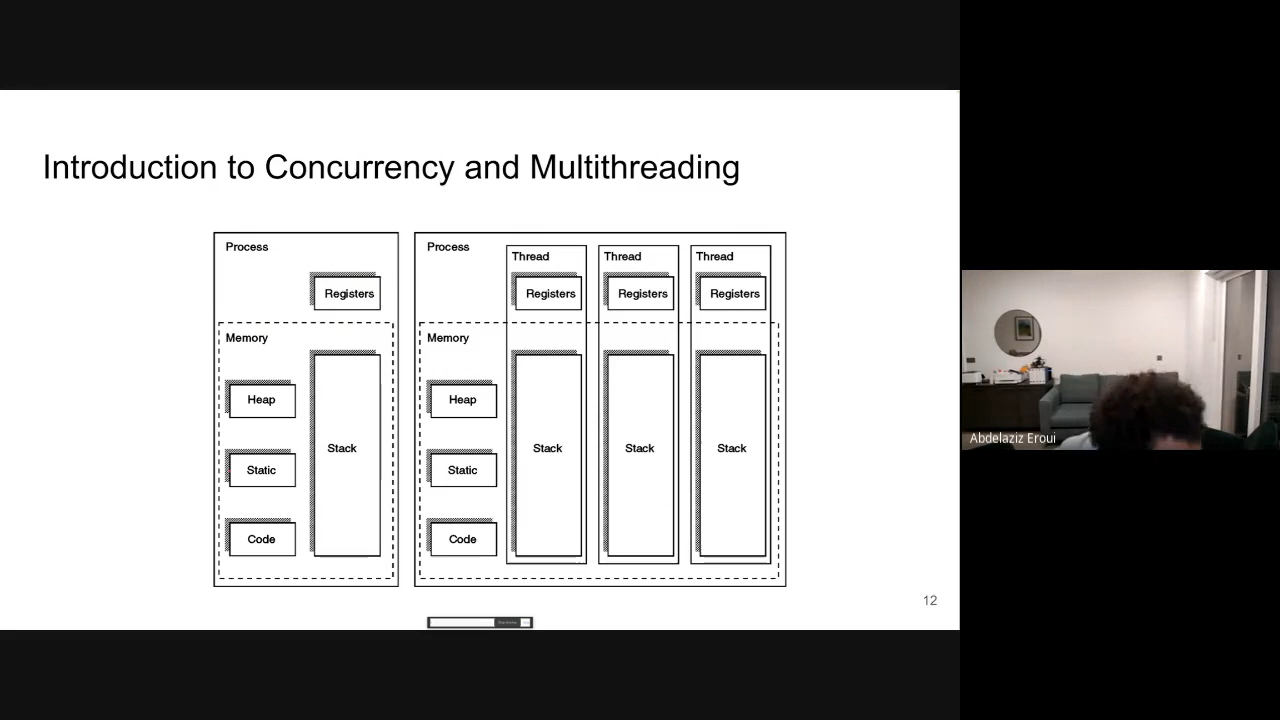 Introduction to Concurrency and Multithreading
Process
Registers
Memory
Heap
Static
Code
Stack
Process
Memory
Heap
Static
Code
Thread
Registers
Stack
Thread
Registers
Stack
Thread
Registers
Stack
12
Abdelaziz Eroui